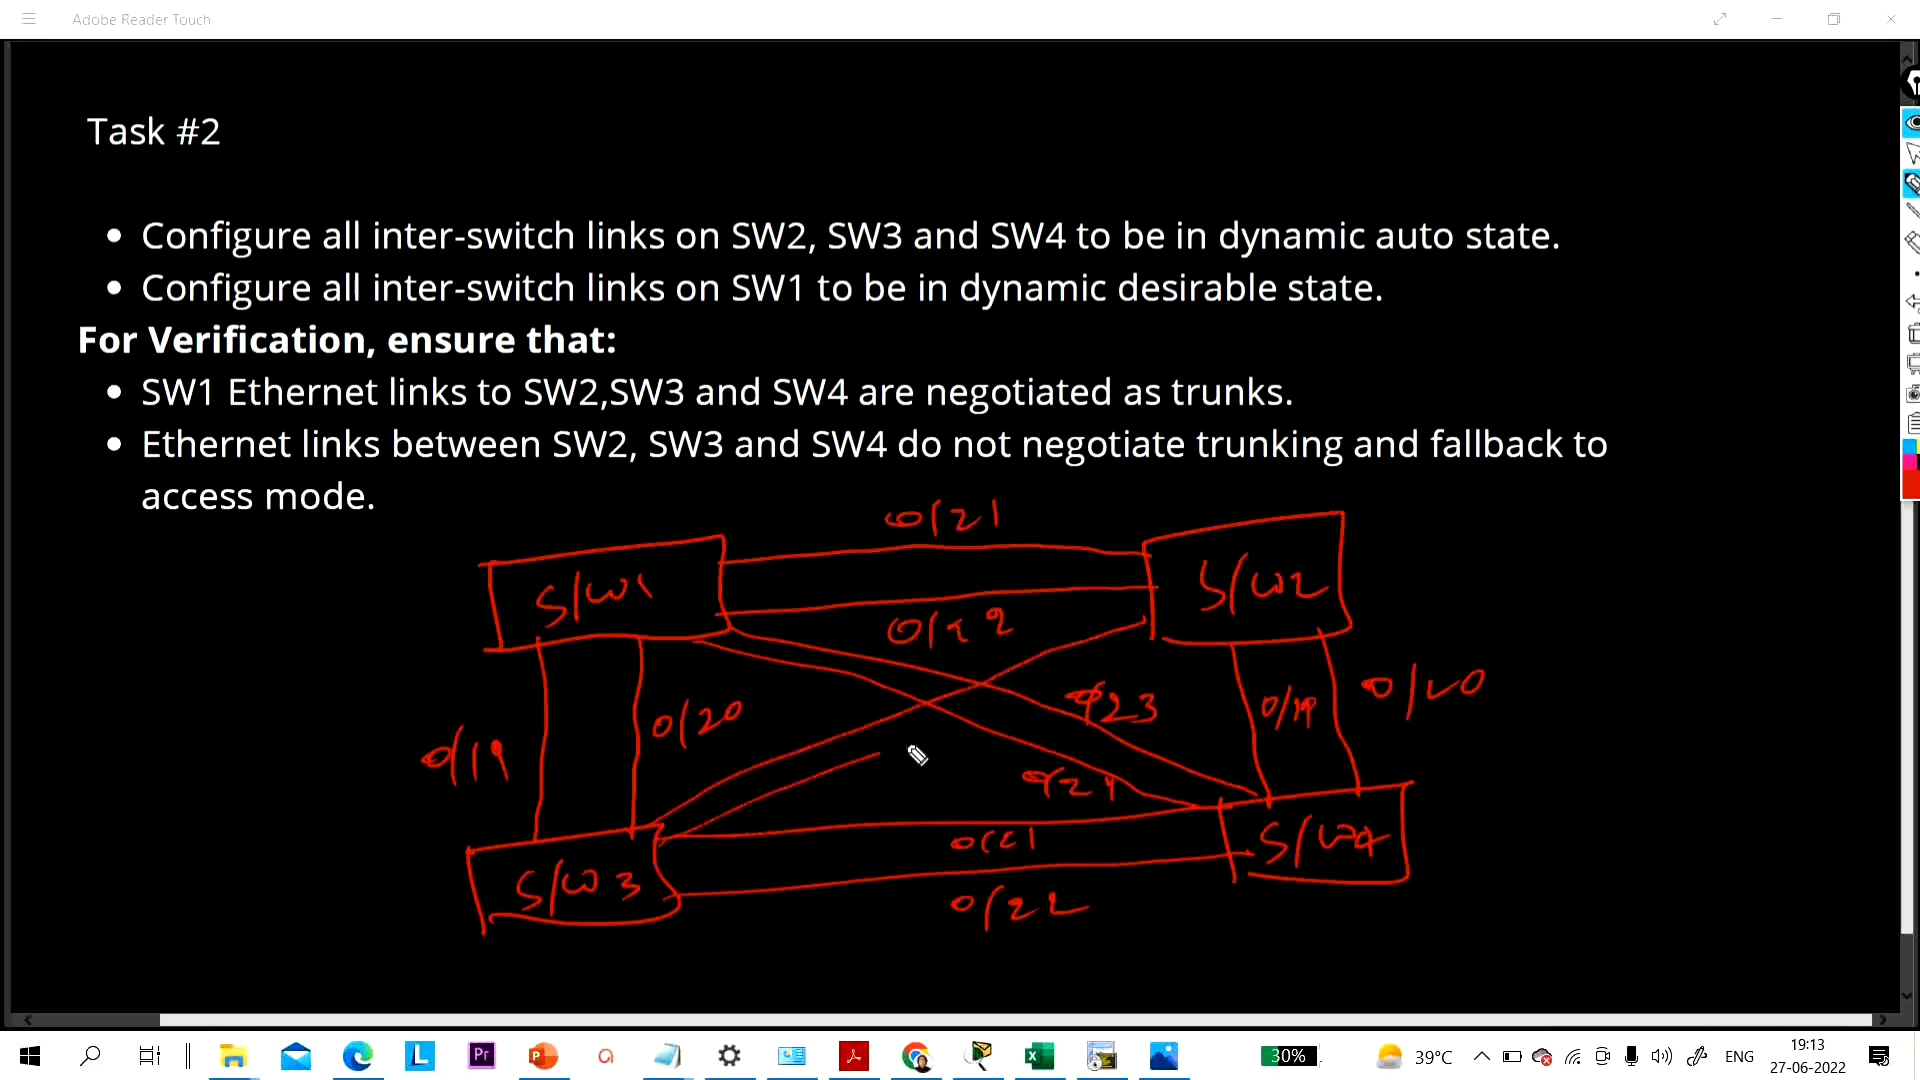 Adobe Reader Touch
Task #2
• Configure all inter-switch links on SW2, SW3 and SW4 to be in dynamic auto state.
• Configure all inter-switch links on SW1 to be in dynamic desirable state.
For Verification, ensure that:
• SW1 Ethernet links to SW2,SW3 and SW4 are negotiated as trunks.
• Ethernet links between SW2, SW3 and SW4 do not negotiate trunking and fallback to
access mode.
0/21
S/W1
S/W2
0/22
0/19
0/20
0/23
0/19
0/20
0/24
0/21
S/W4
S/W3
0/22
L
Pr
30%
39°C
ENG
19:13
27-06-2022